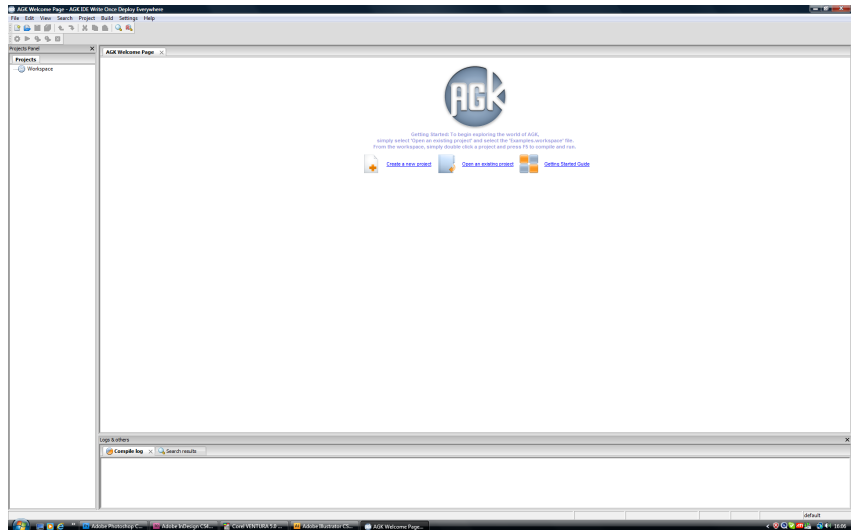 AGK Welcome Page - AGK IDE Write Once Deploy Everywhere
File Edit View Search Project Build Settings Help
Projects Panel
Projects
Workspace
AGK Welcome Page
AGK
Getting Started: To begin exploring the world of AGK,
simply select 'Open an existing project' and select the 'Examples.workspace' file.
From the workspace, simply double click a project and press F5 to compile and run.
Create a new project
Open an existing project
Getting Started Guide
Logs & others
Compile log
Search results
default
Adobe Photoshop C...
Adobe InDesign CS4...
Corel VENTURA 5.0 ...
Adobe Illustrator CS...
AGK Welcome Page...
16:06